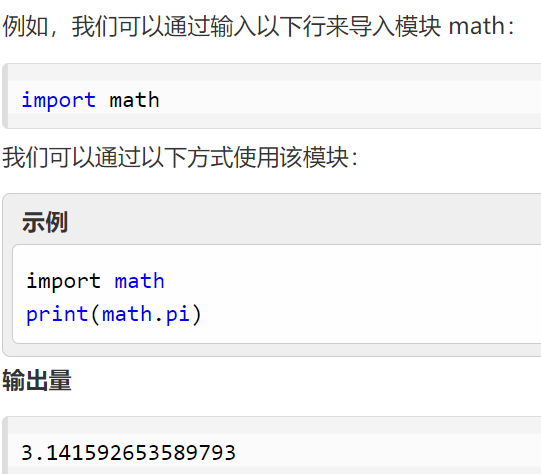 例如，我们可以通过输入以下行来导入模块 math：
import math
我们可以通过以下方式使用该模块：
示例
import math
print(math.pi)
输出量
3.141592653589793